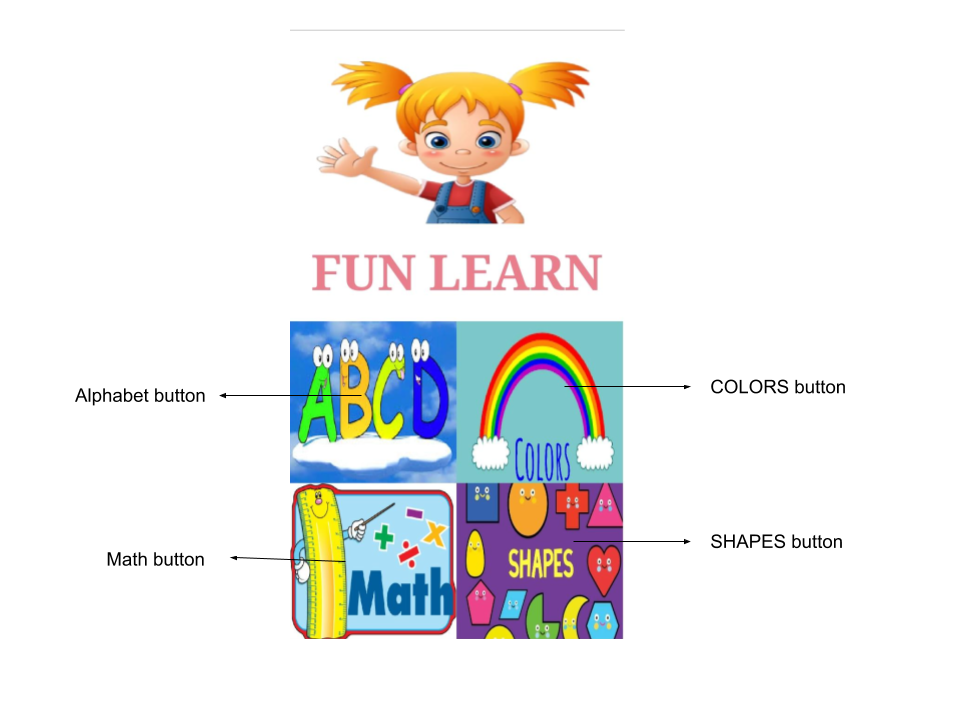 FUN LEARN
ABCD
Alphabet button
COLORS button
COLORS
Math button
SHAPES button
SHAPES
Math